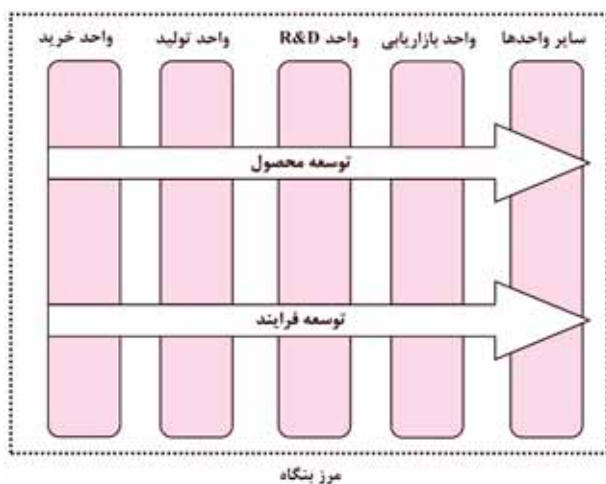 سایر واحدها واحد بازاریابی واحد R&D واحد تولید واحد خرید
توسعه محصول
توسعه فرایند
مرز بنگاه